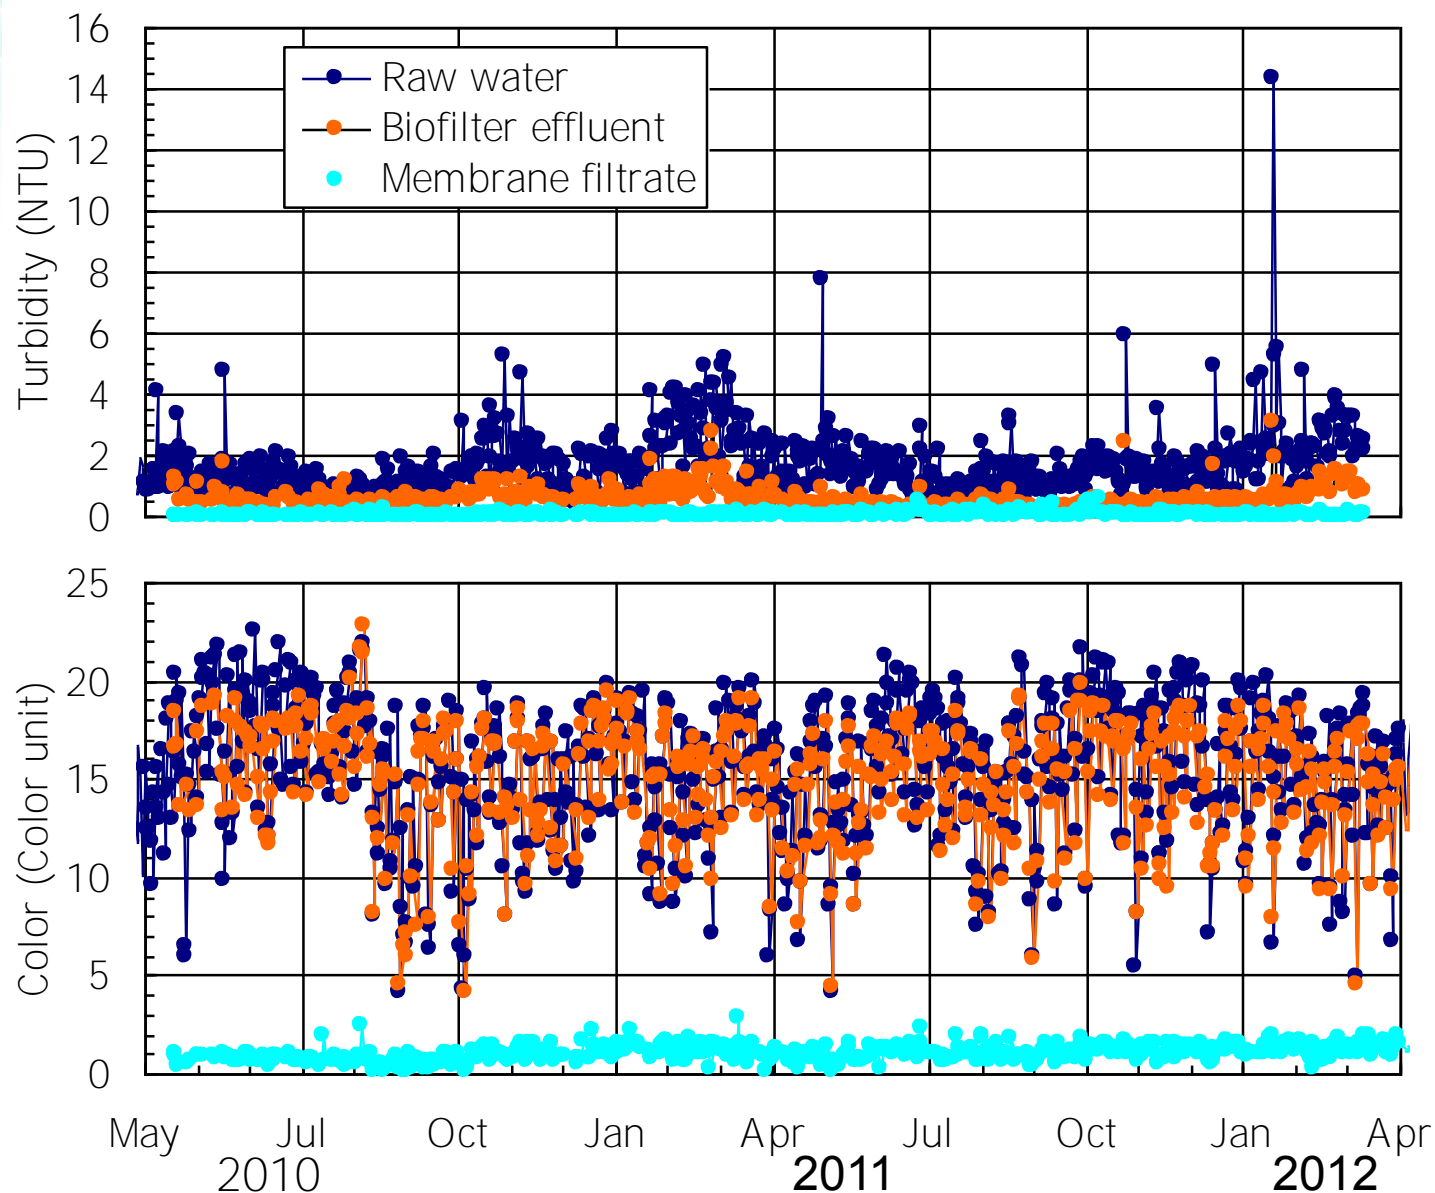 16
14
12
10
8
6
4
2
0
Turbidity (NTU)
Raw water
Biofilter effluent
Membrane filtrate
25
20
15
10
5
0
Color (Color unit)
May Jul Oct Jan Apr Jul Oct Jan Apr
2010 2011 2012